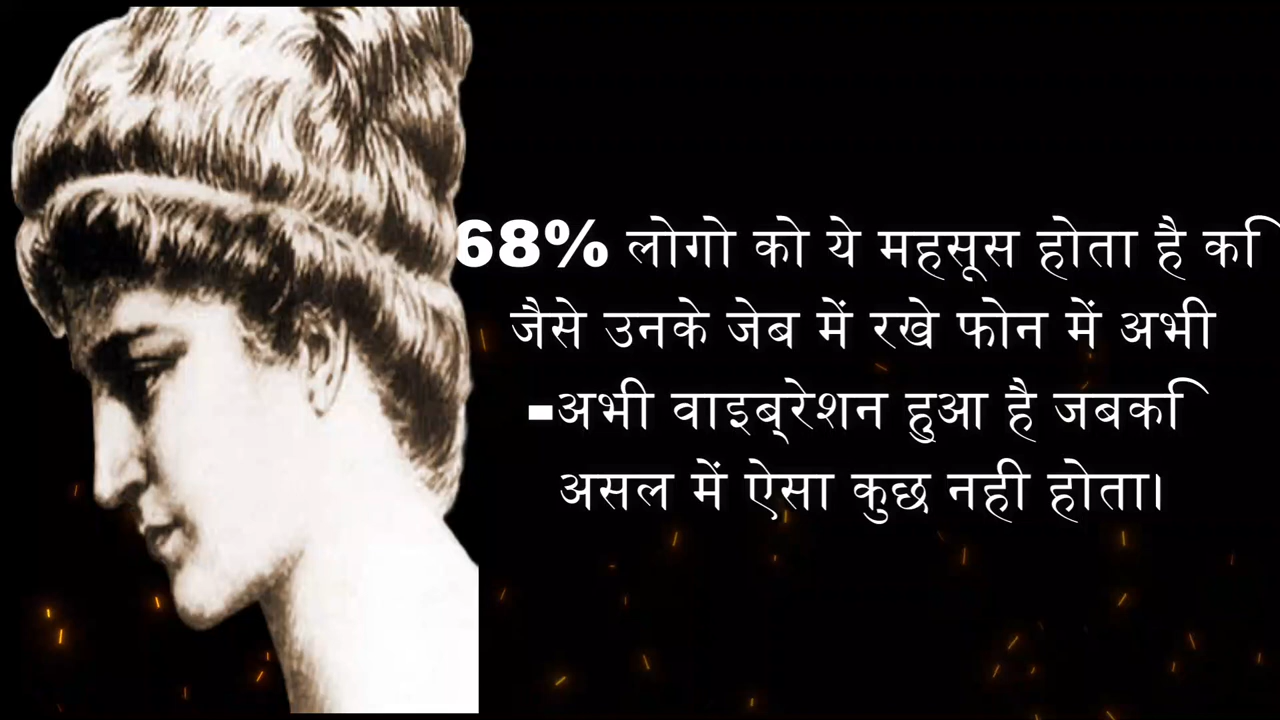 68% लोगो को ये महसूस होता है कि
जैसे उनके जेब में रखे फोन में अभी
-अभी वाइब्रेशन हुआ है जबकि
असल में ऐसा कुछ नही होता।